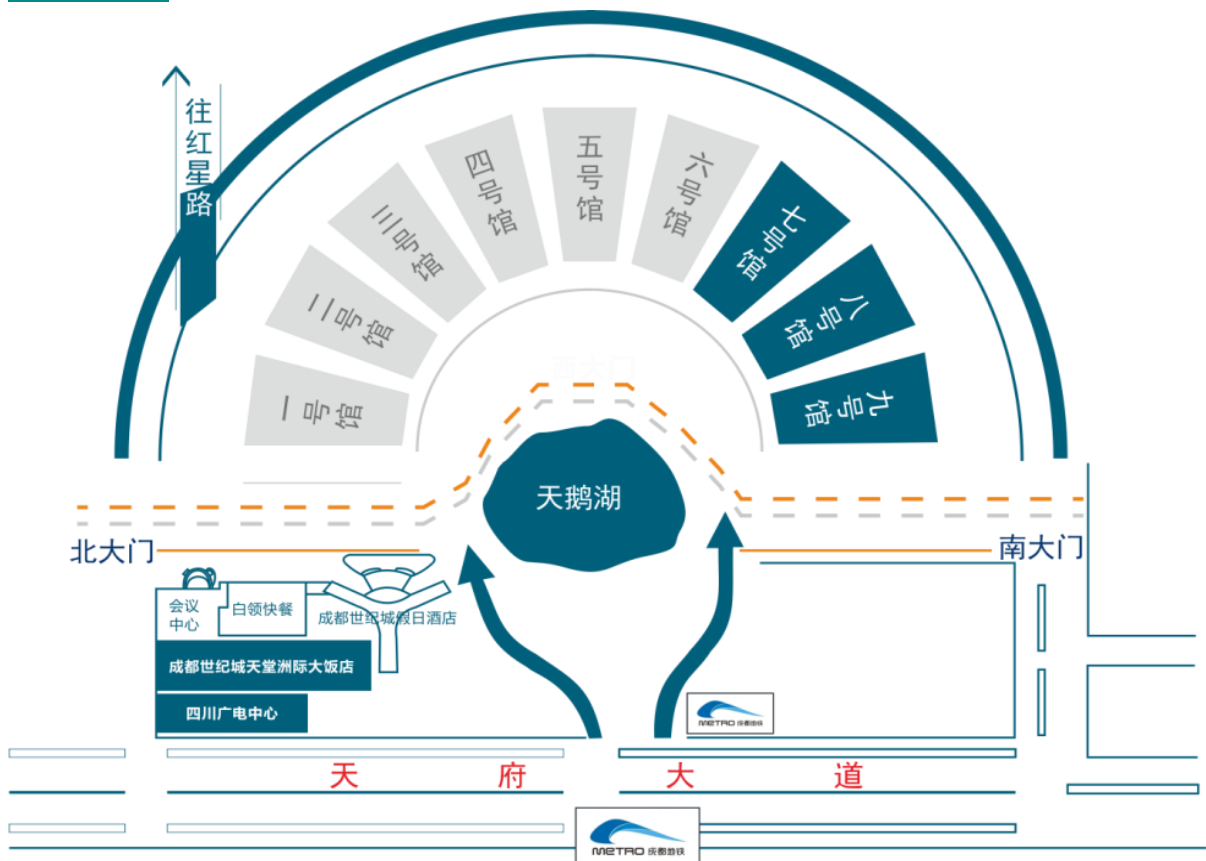 往红星路
一号馆
二号馆
三号馆
四号馆
五号馆
六号馆
七号馆
八号馆
九号馆
西大门
天鹅湖
北大门
南大门
会议
中心
白领快餐
成都世纪城假日酒店
成都世纪城天堂洲际大饭店
四川广电中心
METRO 成都地铁
天府大道
METRO 成都地铁